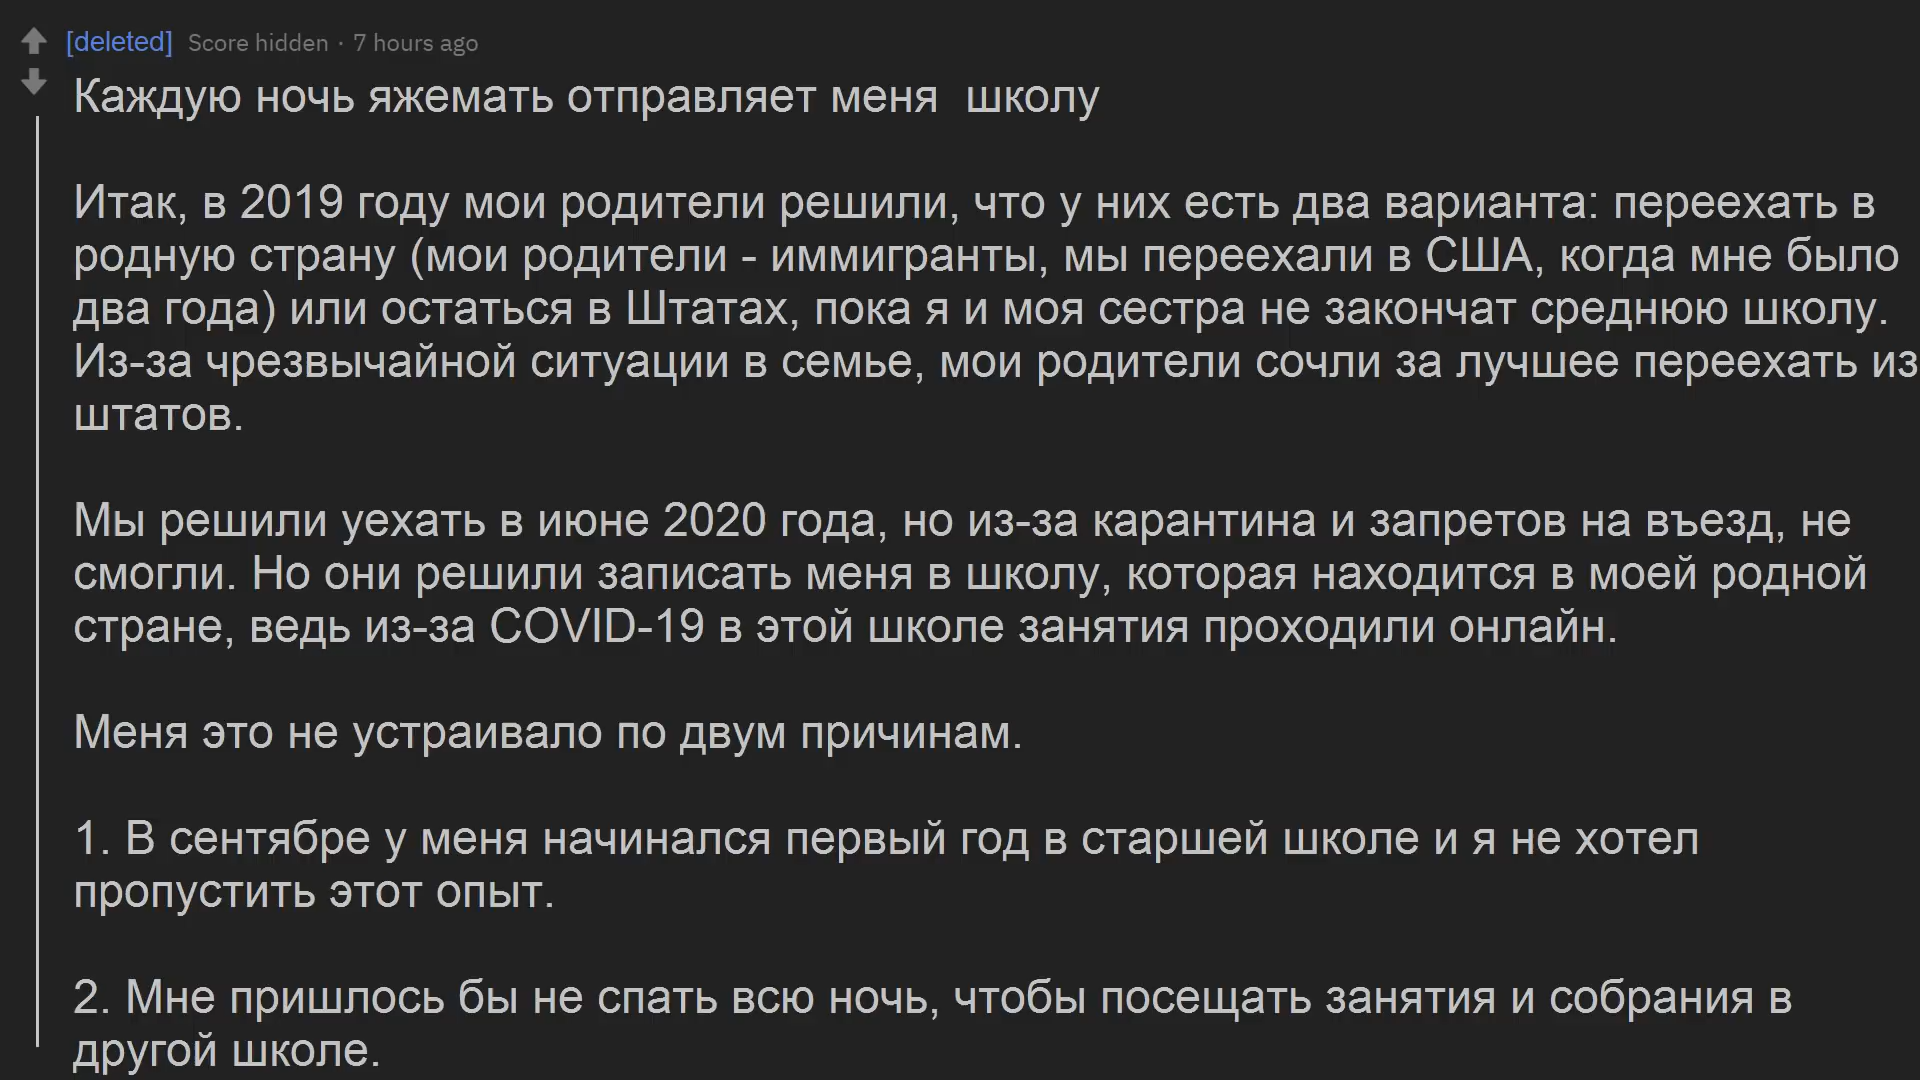 [deleted] Score hidden · 7 hours ago
Каждую ночь яжемать отправляет меня  школу
Итак, в 2019 году мои родители решили, что у них есть два варианта: переехать в
родную страну (мои родители - иммигранты, мы переехали в США, когда мне было
два года) или остаться в Штатах, пока я и моя сестра не закончат среднюю школу.
Из-за чрезвычайной ситуации в семье, мои родители сочли за лучшее переехать из
штатов.
Мы решили уехать в июне 2020 года, но из-за карантина и запретов на въезд, не
смогли. Но они решили записать меня в школу, которая находится в моей родной
стране, ведь из-за COVID-19 в этой школе занятия проходили онлайн.
Меня это не устраивало по двум причинам.
1. В сентябре у меня начинался первый год в старшей школе и я не хотел
пропустить этот опыт.
2. Мне пришлось бы не спать всю ночь, чтобы посещать занятия и собрания в
другой школе.